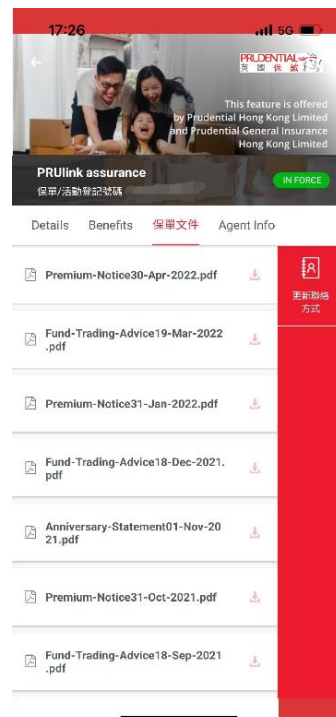 17:26
5G
PRUDENTIAL
英國保誠
This feature is offered
by Prudential Hong Kong Limited
and Prudential General Insurance
Hong Kong Limited
PRUlink assurance
IN FORCE
保單/活動登記號碼
Details Benefits 保單文件 Agent Info
Premium-Notice30-Apr-2022.pdf
更新聯絡
方式
Fund-Trading-Advice19-Mar-2022
.pdf
Premium-Notice31-Jan-2022.pdf
Fund-Trading-Advice18-Dec-2021.
pdf
Anniversary-Statement01-Nov-20
21.pdf
Premium-Notice31-Oct-2021.pdf
Fund-Trading-Advice18-Sep-2021
.pdf